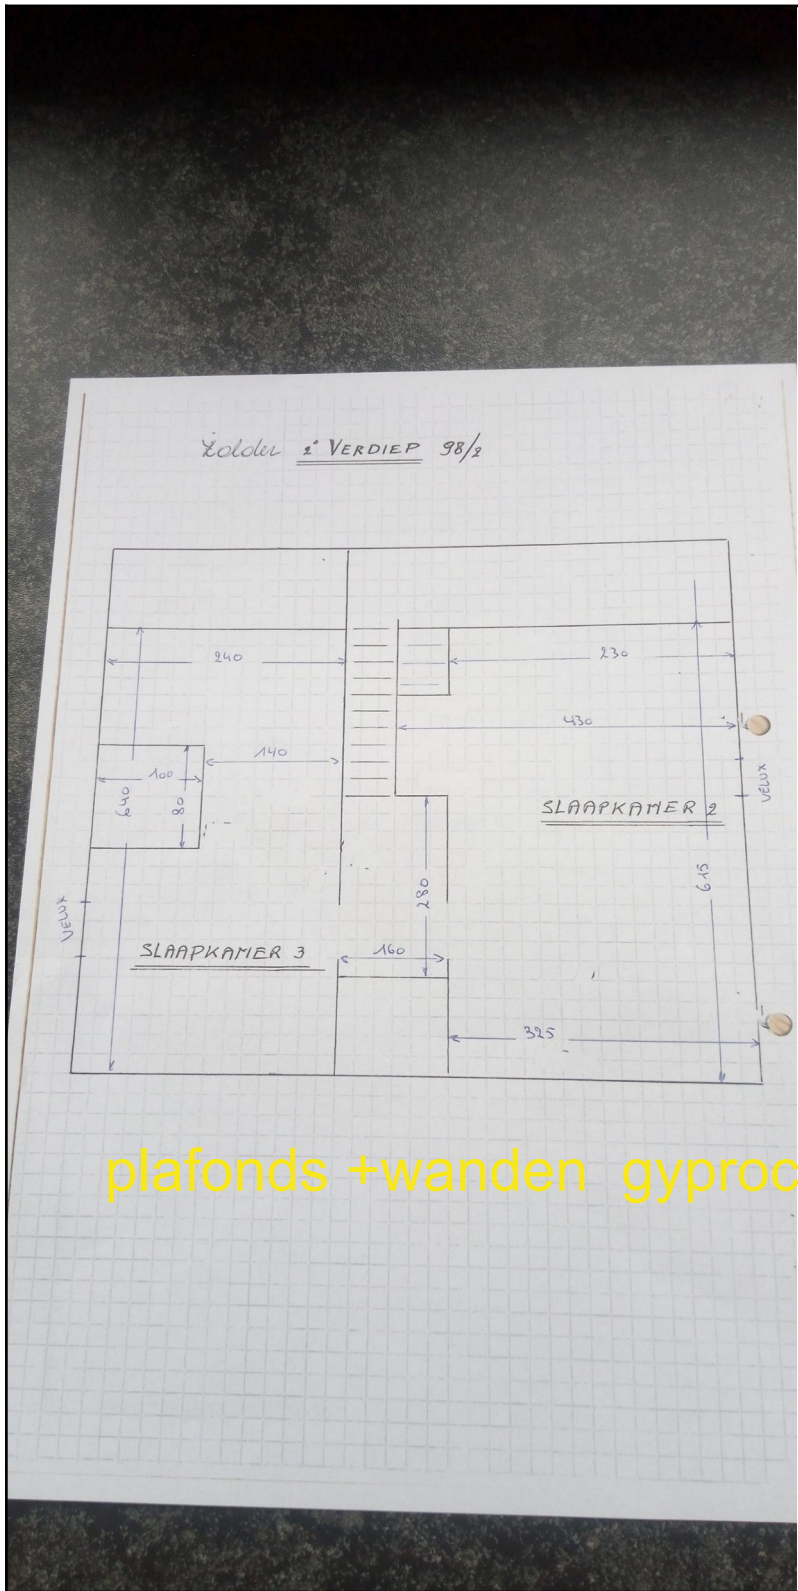 Zolder 2° VERDIEP 98/2
240
230
430
140
100
640
80
VELUX
SLAAPKAMER 2
280
615
VELUX
SLAAPKAMER 3
160
325
plafonds +wanden gyproc